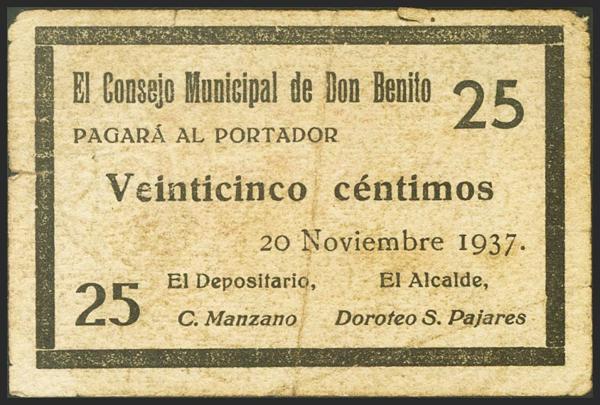 El Consejo Municipal de Don Benito
25
PAGARÁ AL PORTADOR
Veinticinco céntimos
20 Noviembre 1937.
25
El Depositario,
C. Manzano
El Alcalde,
Doroteo S. Pajares